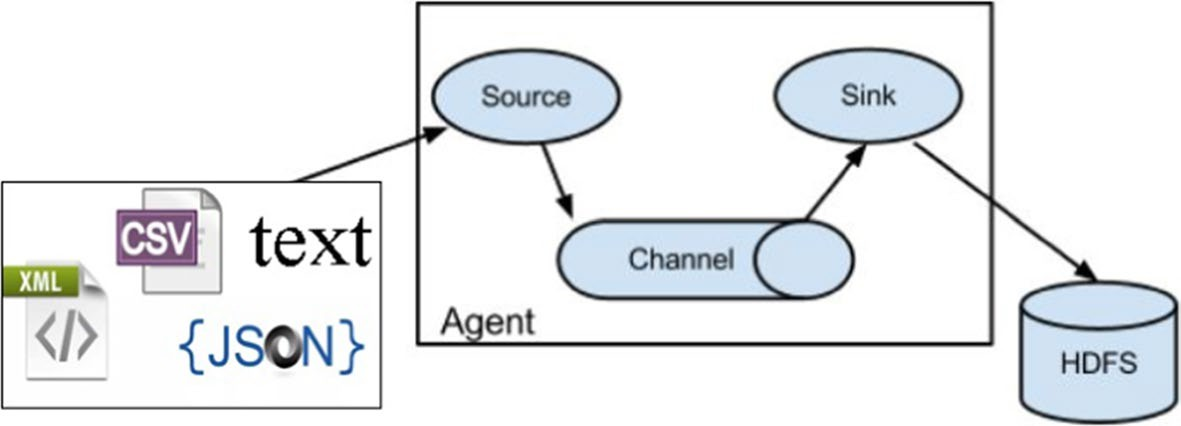 Source
Sink
CSV
text
XML
</>
{JSON}
Channel
Agent
HDFS